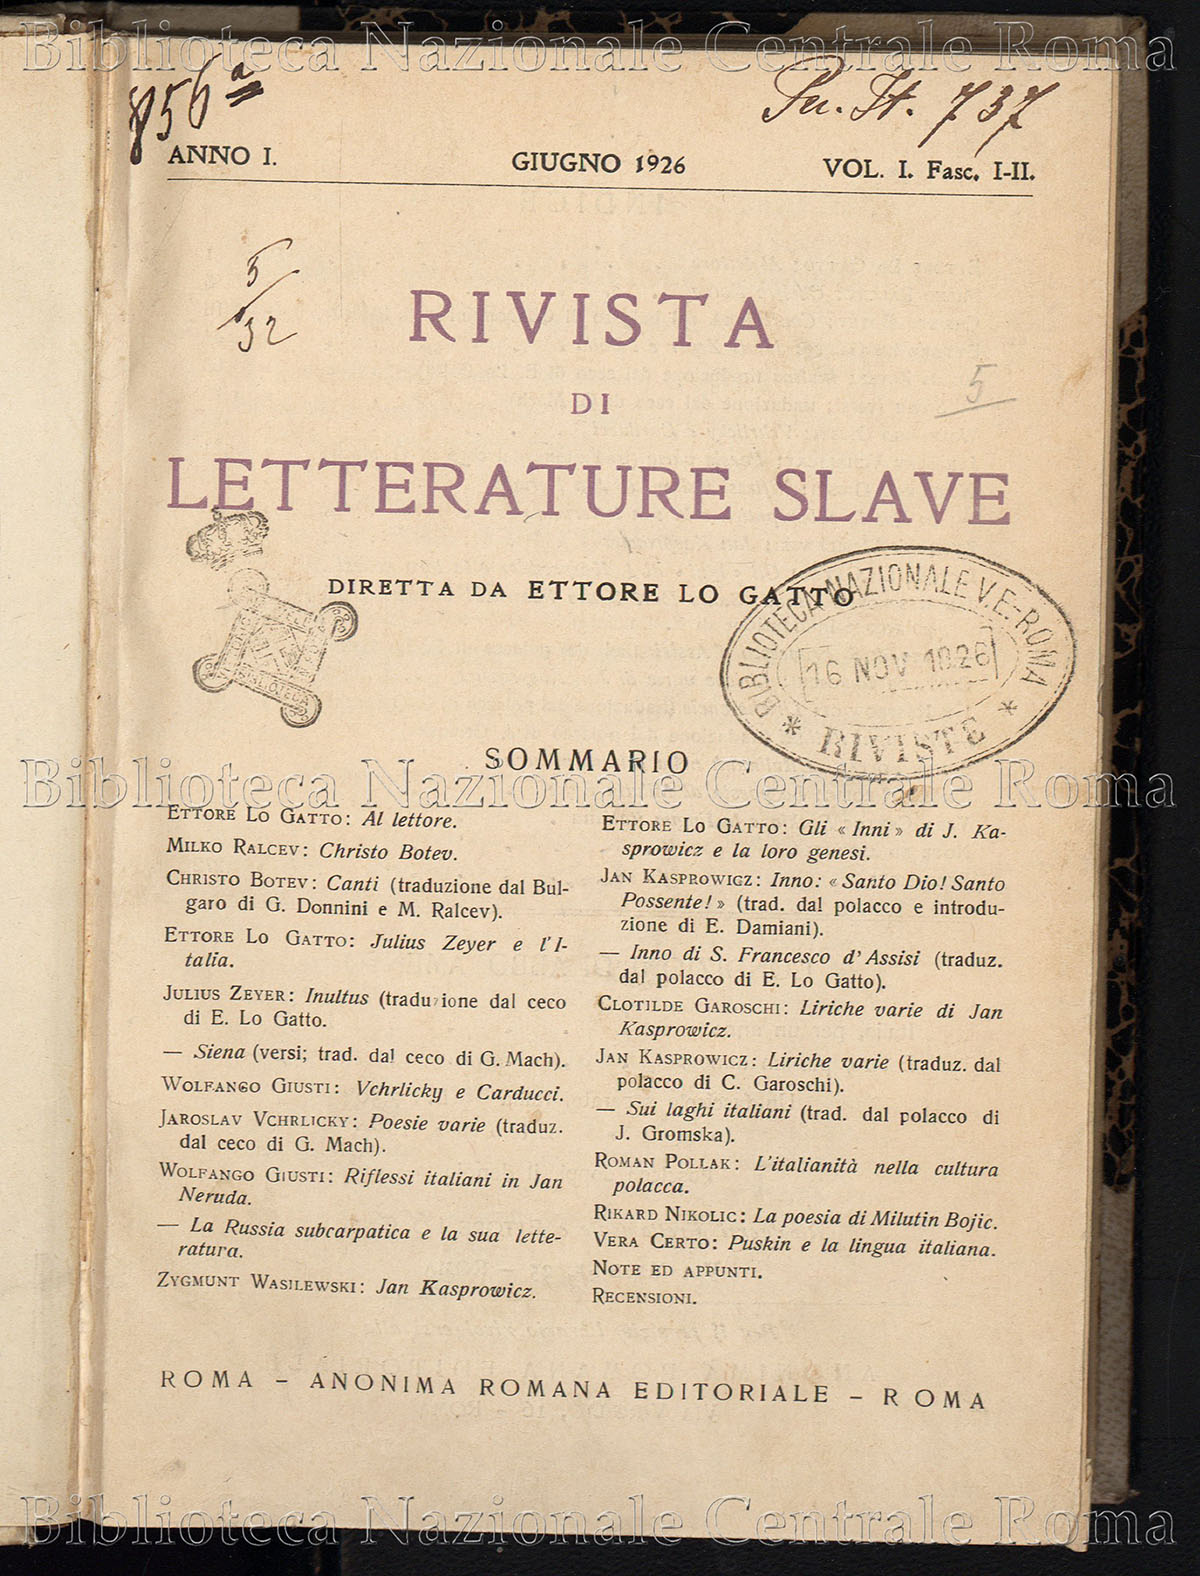 Biblioteca Nazionale Centrale Roma
856 a
Pu. It. 737
ANNO I. GIUGNO 1926 VOL. I. Fasc. I-II.
5/32
RIVISTA
5
DI
LETTERATURE SLAVE
DIRETTA DA ETTORE LO GATTO
BIBLIOTECA NAZIONALE V.E.-ROMA
16 NOV 1926
* RIVISTE *
SOMMARIO
Biblioteca Nazionale Centrale Roma
ETTORE LO GATTO: Al lettore.
MILKO RALCEV: Christo Botev.
CHRISTO BOTEV: Canti (traduzione dal Bul-
garo di G. Donnini e M. Ralcev).
ETTORE LO GATTO: Julius Zeyer e l'I-
talia.
JULIUS ZEYER: Inultus (traduzione dal ceco
di E. Lo Gatto.
— Siena (versi; trad. dal ceco di G. Mach).
WOLFANGO GIUSTI: Vchrlicky e Carducci.
JAROSLAV VCHRLICKY: Poesie varie (traduz.
dal ceco di G. Mach).
WOLFANGO GIUSTI: Riflessi italiani in Jan
Neruda.
— La Russia subcarpatica e la sua lette-
ratura.
ZYGMUNT WASILEWSKI: Jan Kasprowicz.
ETTORE LO GATTO: Gli « Inni » di J. Ka-
sprowicz e la loro genesi.
JAN KASPROWICZ: Inno: « Santo Dio! Santo
Possente! » (trad. dal polacco e introdu-
zione di E. Damiani).
— Inno di S. Francesco d'Assisi (traduz.
dal polacco di E. Lo Gatto).
CLOTILDE GAROSCHI: Liriche varie di Jan
Kasprowicz.
JAN KASPROWICZ: Liriche varie (traduz. dal
polacco di C. Garoschi).
— Sui laghi italiani (trad. dal polacco di
J. Gromska).
ROMAN POLLAK: L'italianità nella cultura
polacca.
RIKARD NIKOLIC: La poesia di Milutin Bojic.
VERA CERTO: Puskin e la lingua italiana.
NOTE ED APPUNTI.
RECENSIONI.
ROMA - ANONIMA ROMANA EDITORIALE - ROMA
Biblioteca Nazionale Centrale Roma